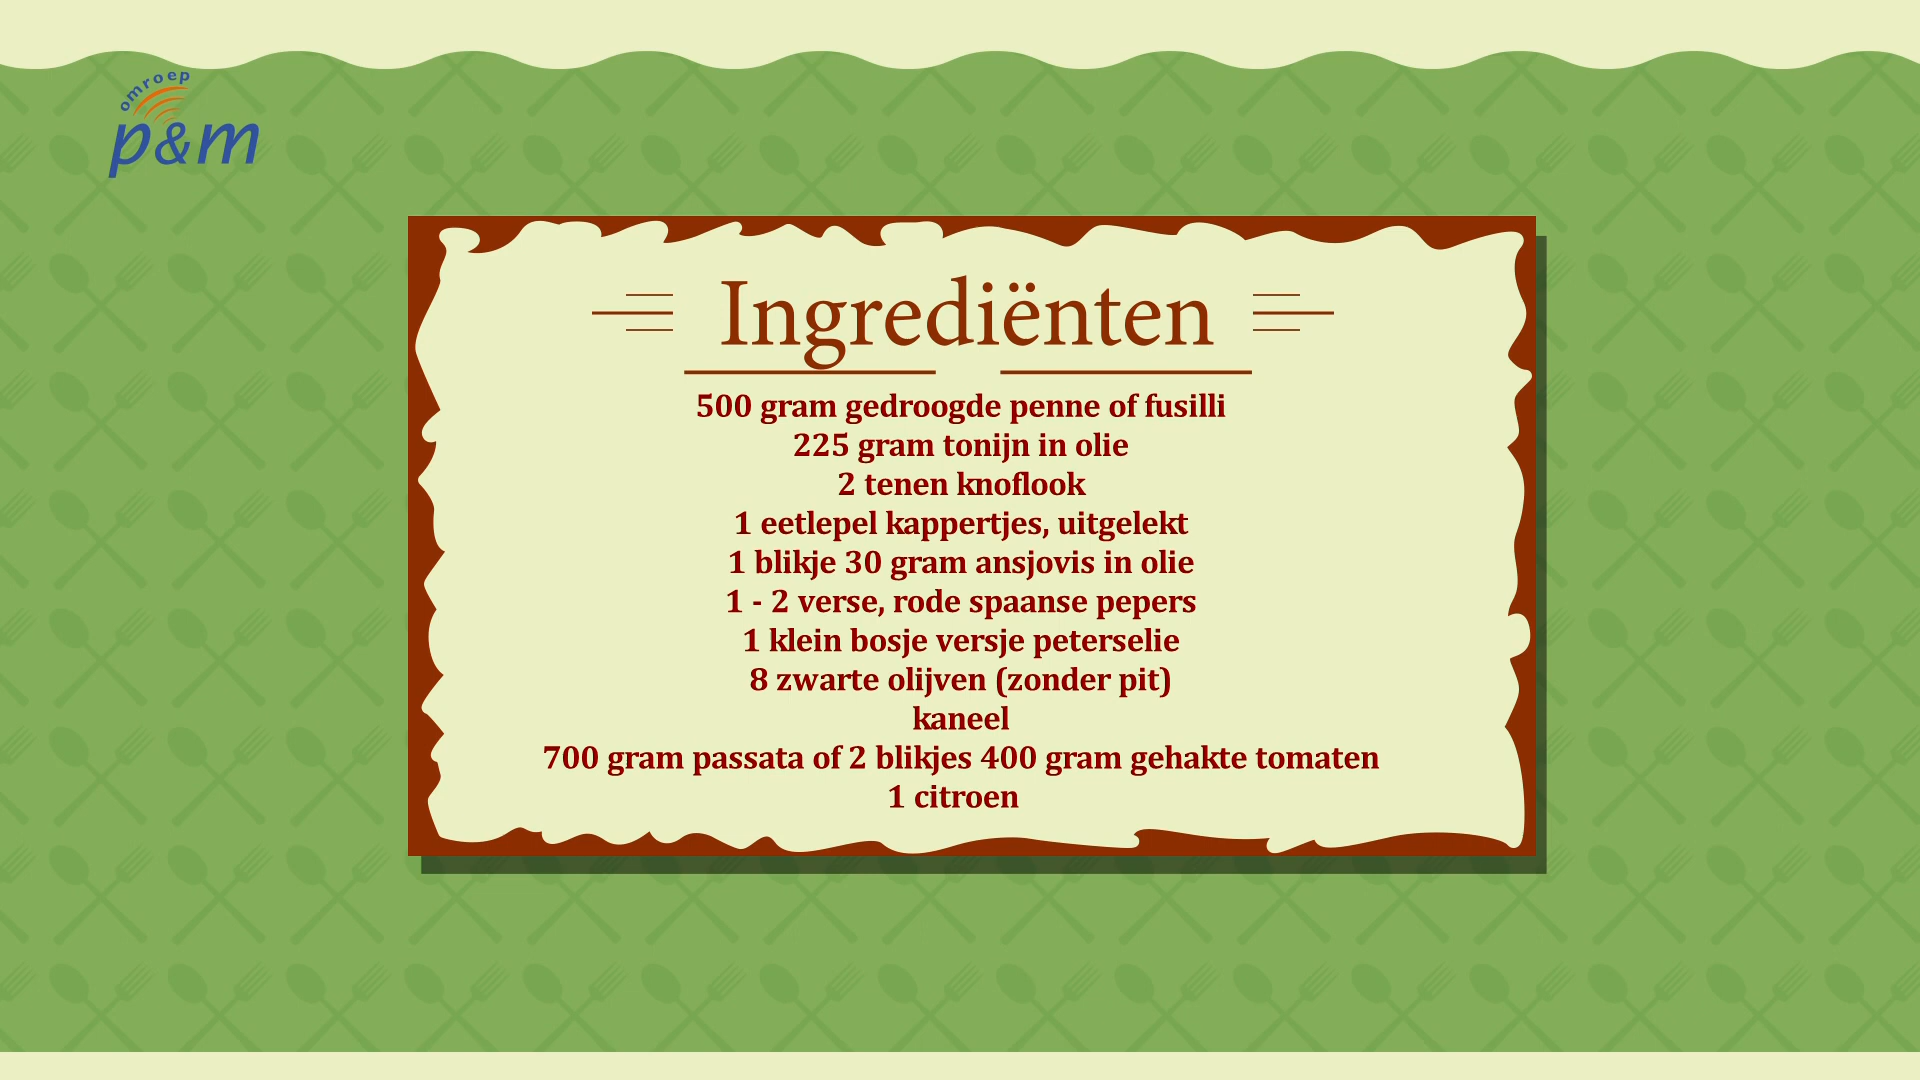 omroep
p&m
Ingrediënten
500 gram gedroogde penne of fusilli
225 gram tonijn in olie
2 tenen knoflook
1 eetlepel kappertjes, uitgelekt
1 blikje 30 gram ansjovis in olie
1 - 2 verse, rode spaanse pepers
1 klein bosje versje peterselie
8 zwarte olijven (zonder pit)
kaneel
700 gram passata of 2 blikjes 400 gram gehakte tomaten
1 citroen